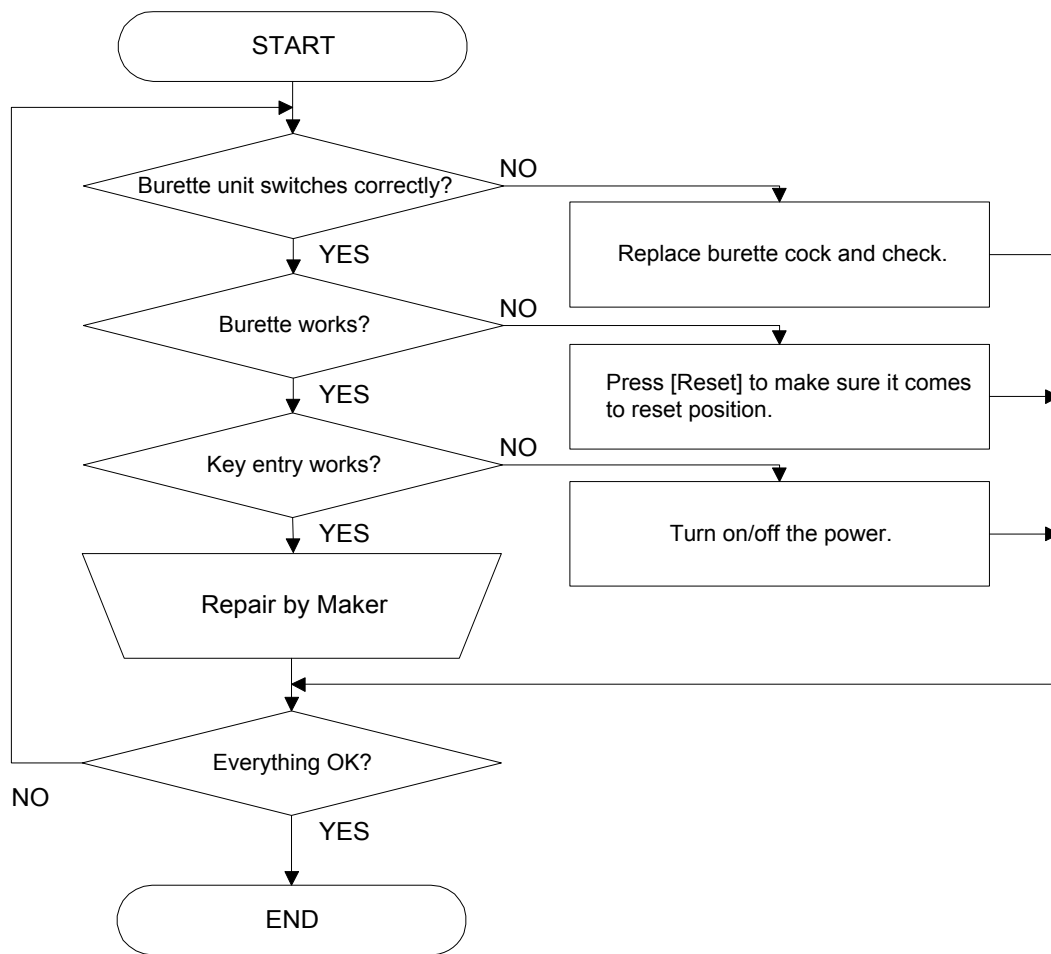 START
Burette unit switches correctly?
NO
Replace burette cock and check.
YES
Burette works?
NO
Press [Reset] to make sure it comes
to reset position.
YES
Key entry works?
NO
Turn on/off the power.
YES
Repair by Maker
Everything OK?
NO
YES
END